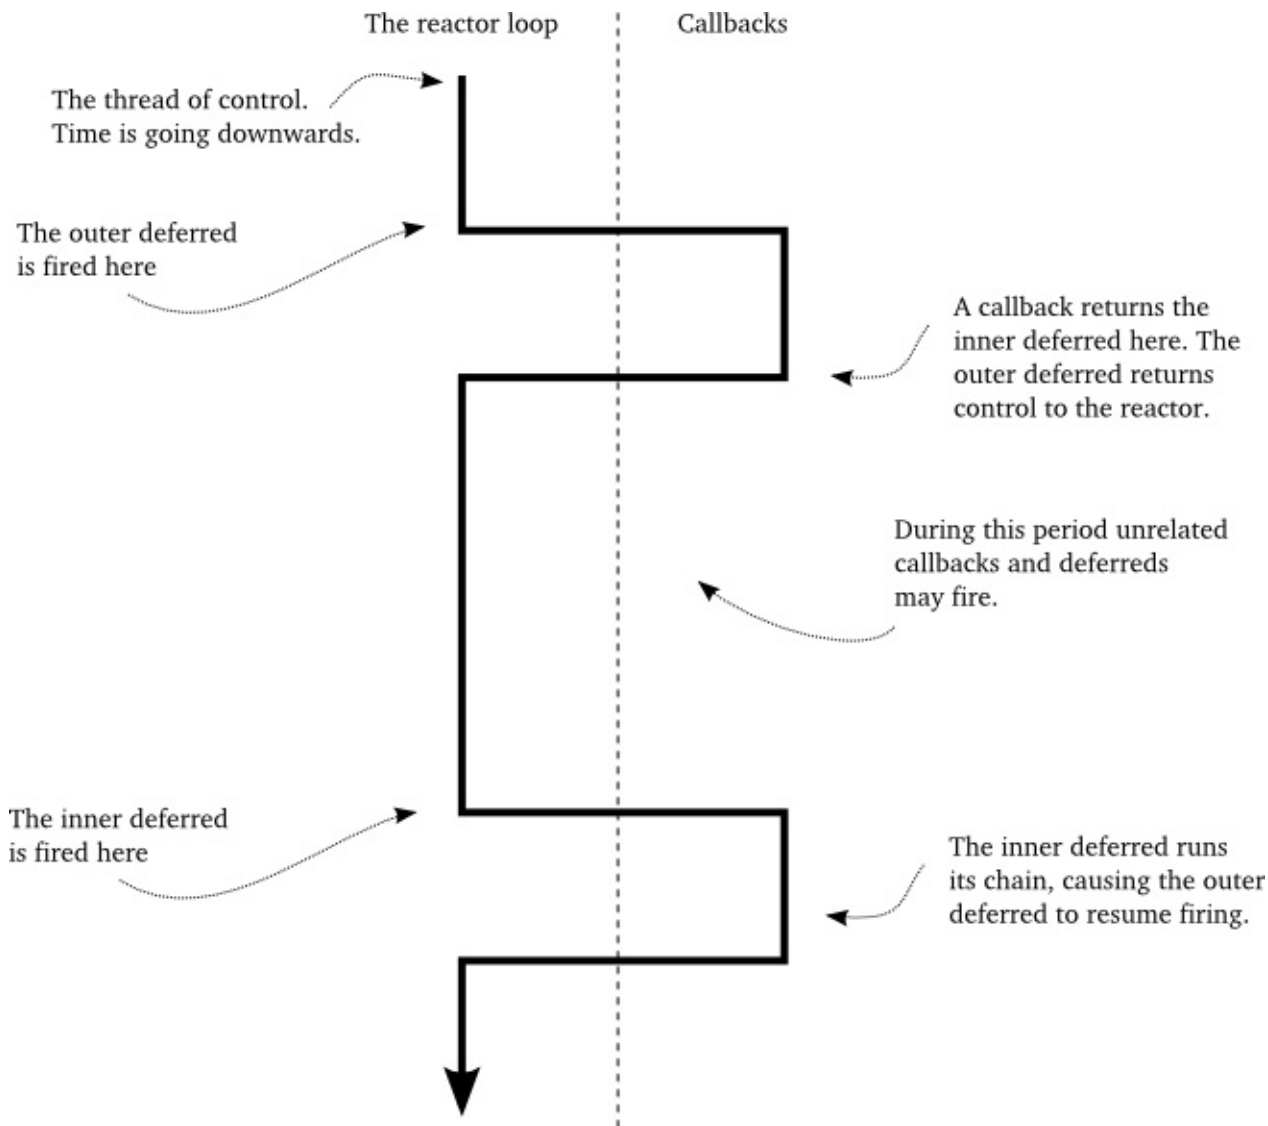 The reactor loop
Callbacks
The thread of control.
Time is going downwards.
The outer deferred
is fired here
A callback returns the
inner deferred here. The
outer deferred returns
control to the reactor.
During this period unrelated
callbacks and deferreds
may fire.
The inner deferred
is fired here
The inner deferred runs
its chain, causing the outer
deferred to resume firing.